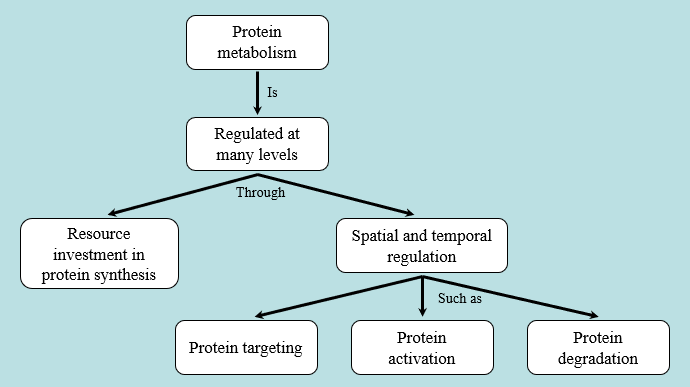 Protein
metabolism
Is
Regulated at
many levels
Through
Resource
investment in
protein synthesis
Spatial and temporal
regulation
Such as
Protein targeting
Protein
activation
Protein
degradation